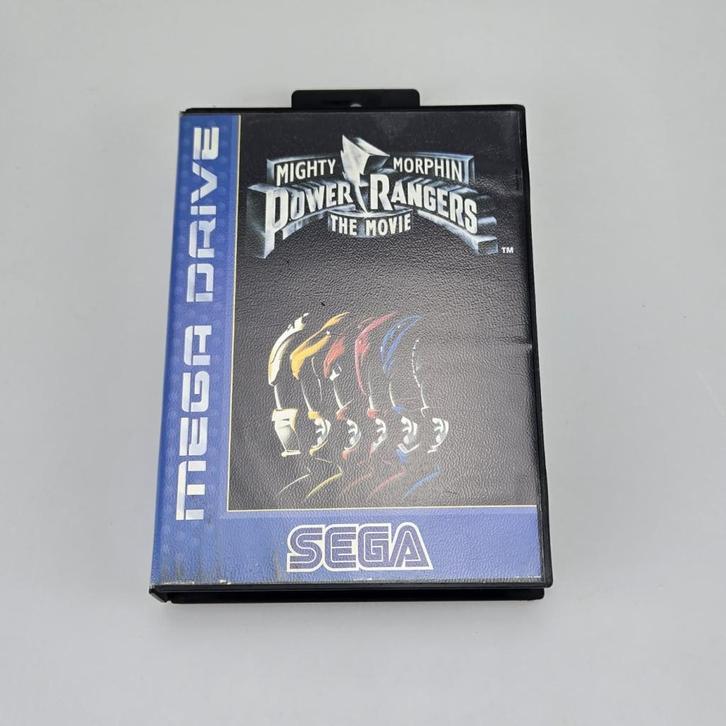 MEGA DRIVE
MIGHTY MORPHIN
POWER RANGERS
THE MOVIE
TM
SEGA